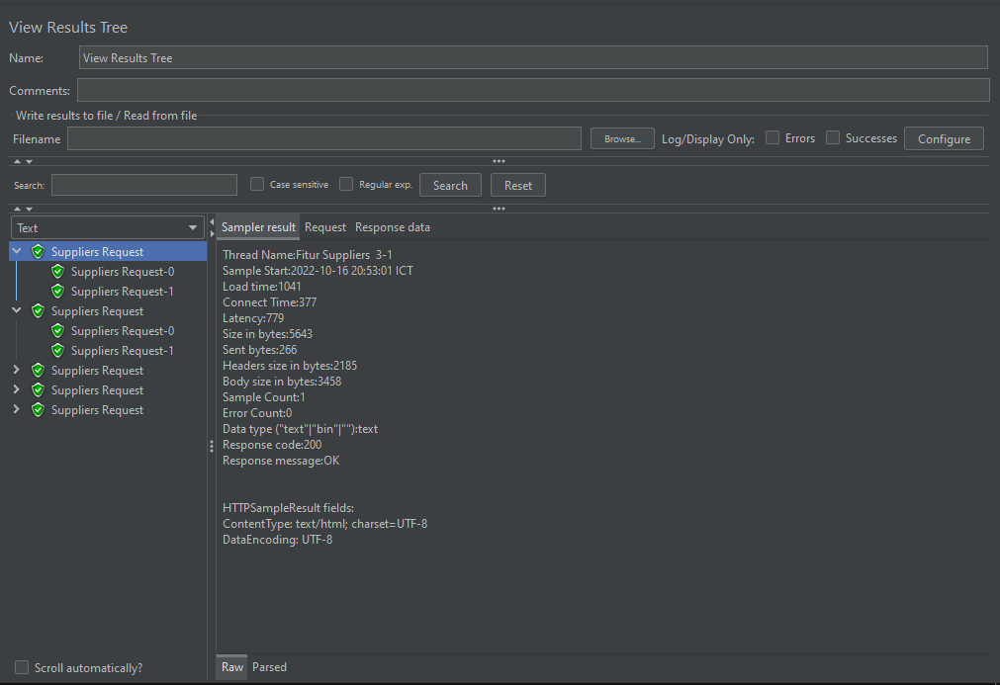 View Results Tree
Name: View Results Tree
Comments:
Write results to file / Read from file
Filename Browse... Log/Display Only: Errors Successes Configure
Search: Case sensitive Regular exp. Search Reset
Text
Suppliers Request
Suppliers Request-0
Suppliers Request-1
Suppliers Request
Suppliers Request-0
Suppliers Request-1
Suppliers Request
Suppliers Request
Suppliers Request
Scroll automatically?
Sampler result Request Response data
Thread Name:Fitur Suppliers  3-1
Sample Start:2022-10-16 20:53:01 ICT
Load time:1041
Connect Time:377
Latency:779
Size in bytes:5643
Sent bytes:266
Headers size in bytes:2185
Body size in bytes:3458
Sample Count:1
Error Count:0
Data type ("text"|"bin"|""):text
Response code:200
Response message:OK
HTTPSampleResult fields:
ContentType: text/html; charset=UTF-8
DataEncoding: UTF-8
Raw Parsed